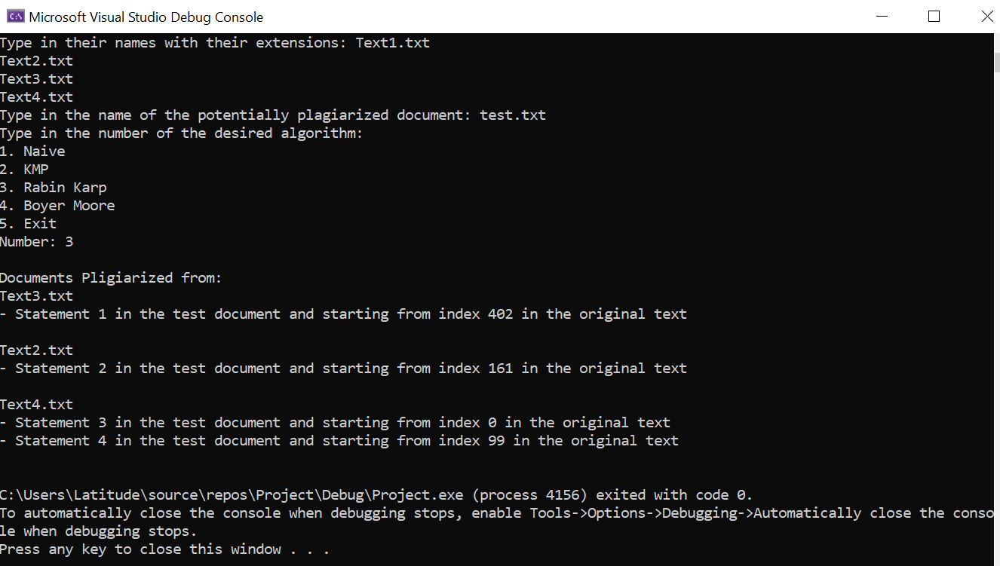 Microsoft Visual Studio Debug Console
Type in their names with their extensions: Text1.txt
Text2.txt
Text3.txt
Text4.txt
Type in the name of the potentially plagiarized document: test.txt
Type in the number of the desired algorithm:
1. Naive
2. KMP
3. Rabin Karp
4. Boyer Moore
5. Exit
Number: 3
Documents Pligiarized from:
Text3.txt
- Statement 1 in the test document and starting from index 402 in the original text
Text2.txt
- Statement 2 in the test document and starting from index 161 in the original text
Text4.txt
- Statement 3 in the test document and starting from index 0 in the original text
- Statement 4 in the test document and starting from index 99 in the original text
C:\Users\Latitude\source\repos\Project\Debug\Project.exe (process 4156) exited with code 0.
To automatically close the console when debugging stops, enable Tools->Options->Debugging->Automatically close the conso
le when debugging stops.
Press any key to close this window . . .